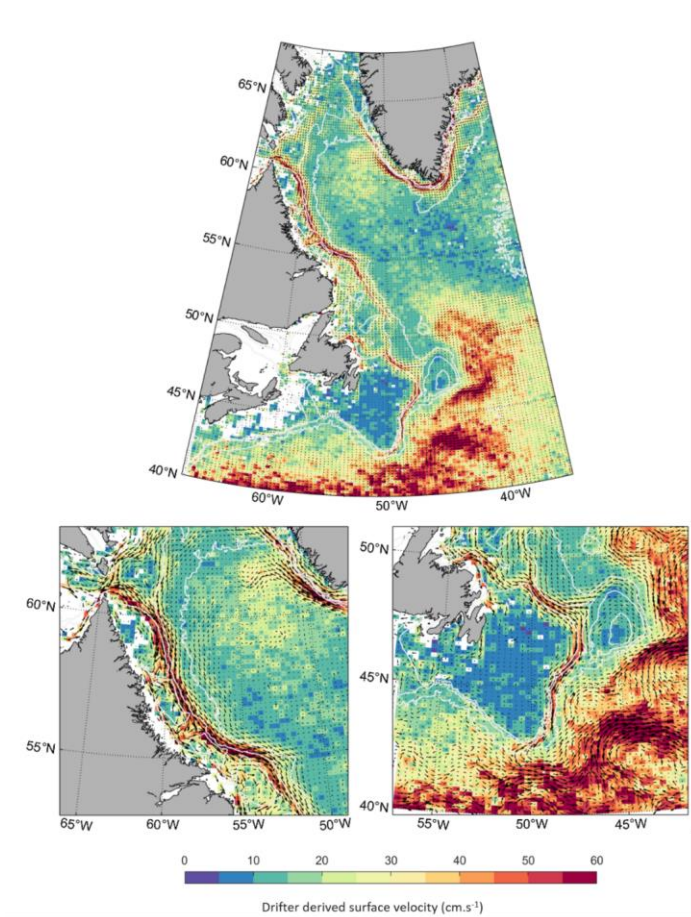 65°N
60°N
55°N
50°N
45°N
40°N
60°W 50°W 40°W
60°N
55°N
65°W 60°W 55°W 50°W
50°N
45°N
40°N
55°W 50°W 45°W
0 10 20 30 40 50 60
Drifter derived surface velocity (cm.s-1)